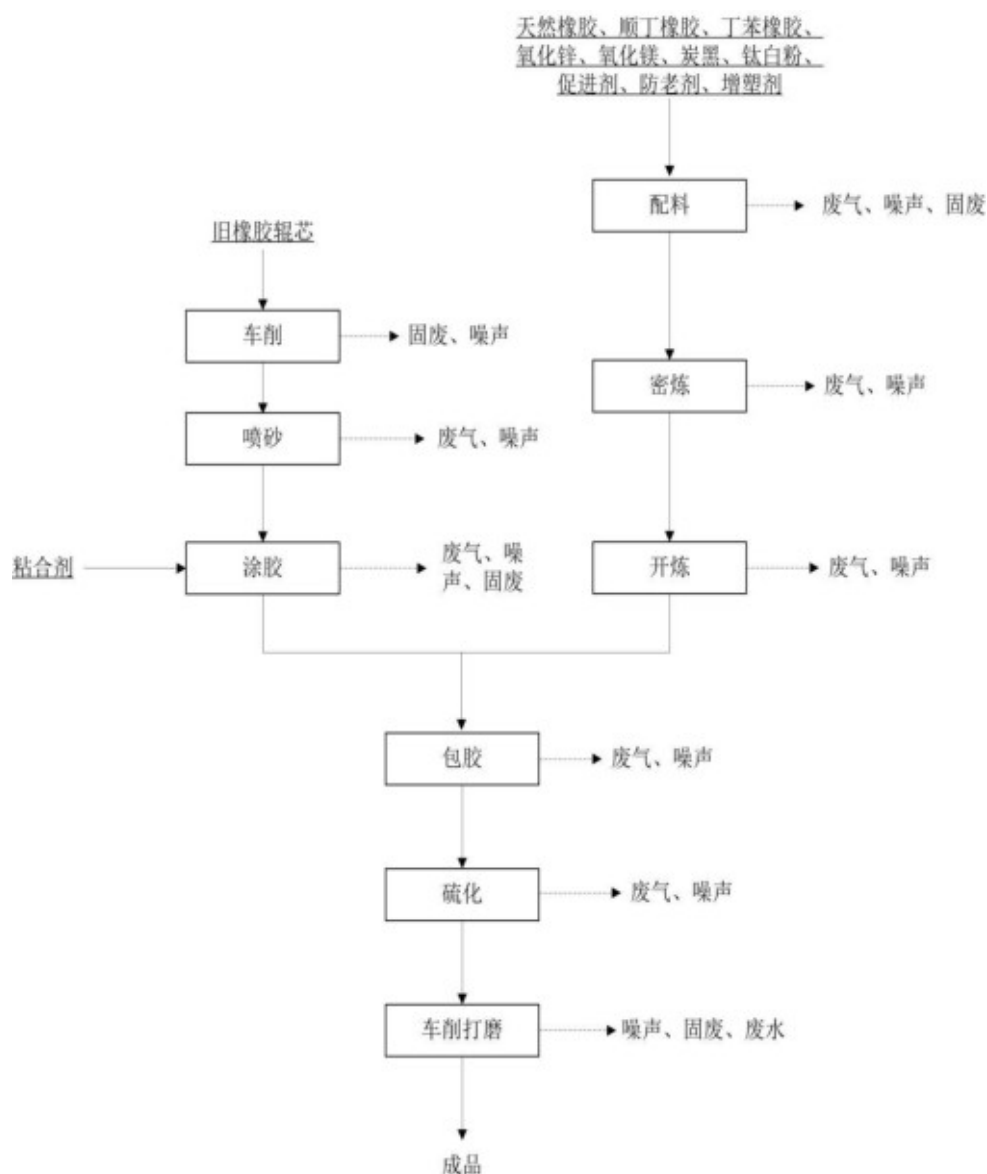 天然橡胶、顺丁橡胶、丁苯橡胶、
氧化锌、氧化镁、炭黑、钛白粉、
促进剂、防老剂、增塑剂
配料
废气、噪声、固废
旧橡胶辊芯
车削
固废、噪声
密炼
废气、噪声
喷砂
废气、噪声
粘合剂
涂胶
废气、噪
声、固废
开炼
废气、噪声
包胶
废气、噪声
硫化
废气、噪声
车削打磨
噪声、固废、废水
成品